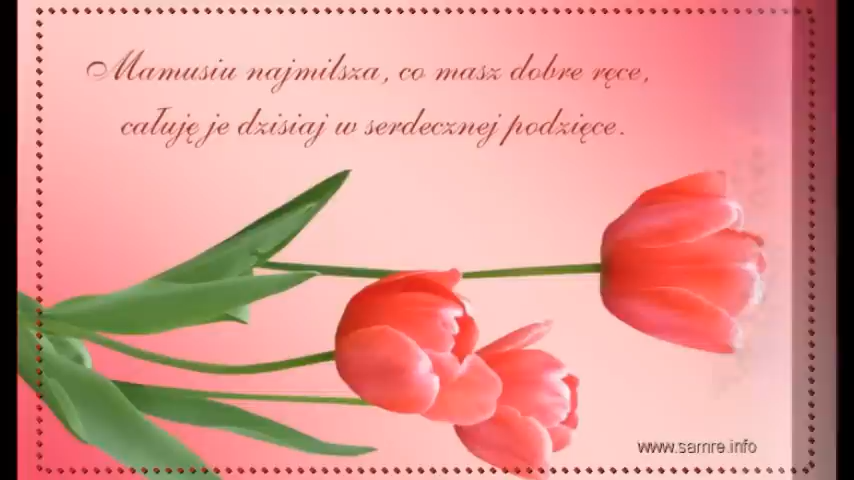 Mamusiu najmilsza, co masz dobre ręce,
całuję je dzisiaj w serdecznej podzięce.
www.samre.info